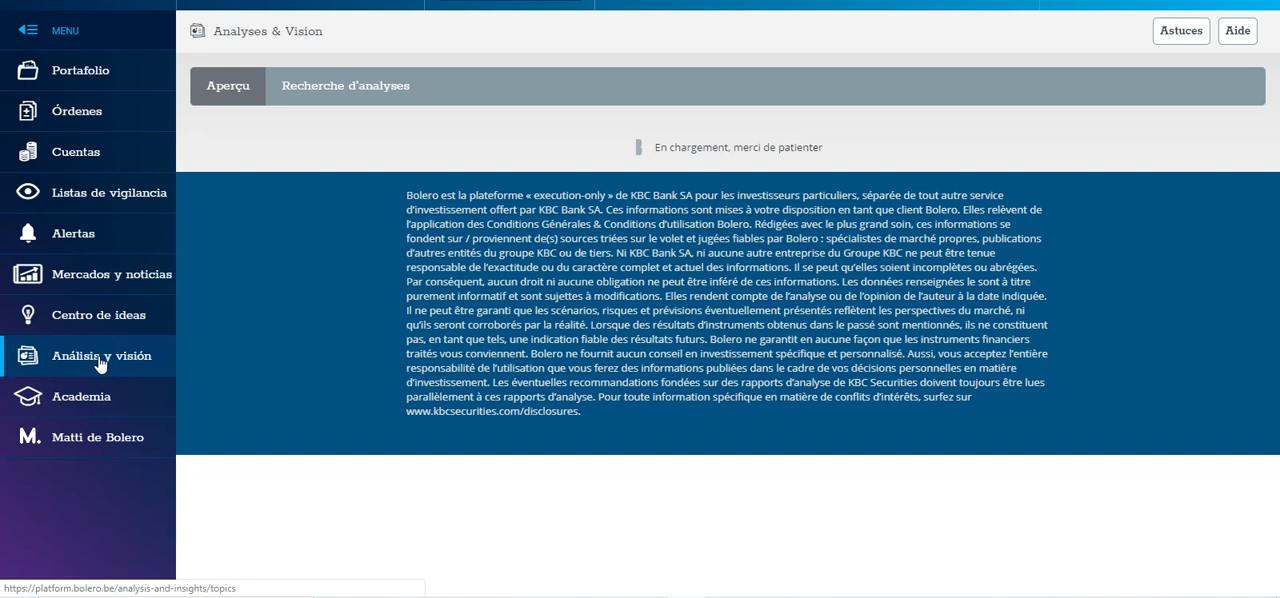 MENU
Portafolio
Órdenes
Cuentas
Listas de vigilancia
Alertas
Mercados y noticias
Centro de ideas
Análisis y visión
Academia
M. Matti de Bolero
Analyses & Vision
Astuces
Aide
Aperçu
Recherche d'analyses
En chargement, merci de patienter
Bolero est la plateforme « execution-only » de KBC Bank SA pour les investisseurs particuliers, séparée de tout autre service
d'investissement offert par KBC Bank SA. Ces informations sont mises à votre disposition en tant que client Bolero. Elles relèvent de
l'application des Conditions Générales & Conditions d'utilisation Bolero. Rédigées avec le plus grand soin, ces informations se
fondent sur / proviennent de(s) sources triées sur le volet et jugées fiables par Bolero : spécialistes de marché propres, publications
d'autres entités du groupe KBC ou de tiers. Ni KBC Bank SA, ni aucune autre entreprise du Groupe KBC ne peut être tenue
responsable de l'exactitude ou du caractère complet et actuel des informations. Il se peut qu'elles soient incomplètes ou abrégées.
Par conséquent, aucun droit ni aucune obligation ne peut être inféré de ces informations. Les données renseignées le sont à titre
purement informatif et sont sujettes à modifications. Elles rendent compte de l'analyse ou de l'opinion de l'auteur à la date indiquée.
Il ne peut être garanti que les scénarios, risques et prévisions éventuellement présentés reflètent les perspectives du marché, ni
qu'ils seront corroborés par la réalité. Lorsque des résultats d'instruments obtenus dans le passé sont mentionnés, ils ne constituent
pas, en tant que tels, une indication fiable des résultats futurs. Bolero ne garantit en aucune façon que les instruments financiers
traités vous conviennent. Bolero ne fournit aucun conseil en investissement spécifique et personnalisé. Aussi, vous acceptez l'entière
responsabilité de l'utilisation que vous ferez des informations publiées dans le cadre de vos décisions personnelles en matière
d'investissement. Les éventuelles recommandations fondées sur des rapports d'analyse de KBC Securities doivent toujours être lues
parallèlement à ces rapports d'analyse. Pour toute information spécifique en matière de conflits d'intérêts, surfez sur
www.kbcsecurities.com/disclosures.
https://platform.bolero.be/analysis-and-insights/topics